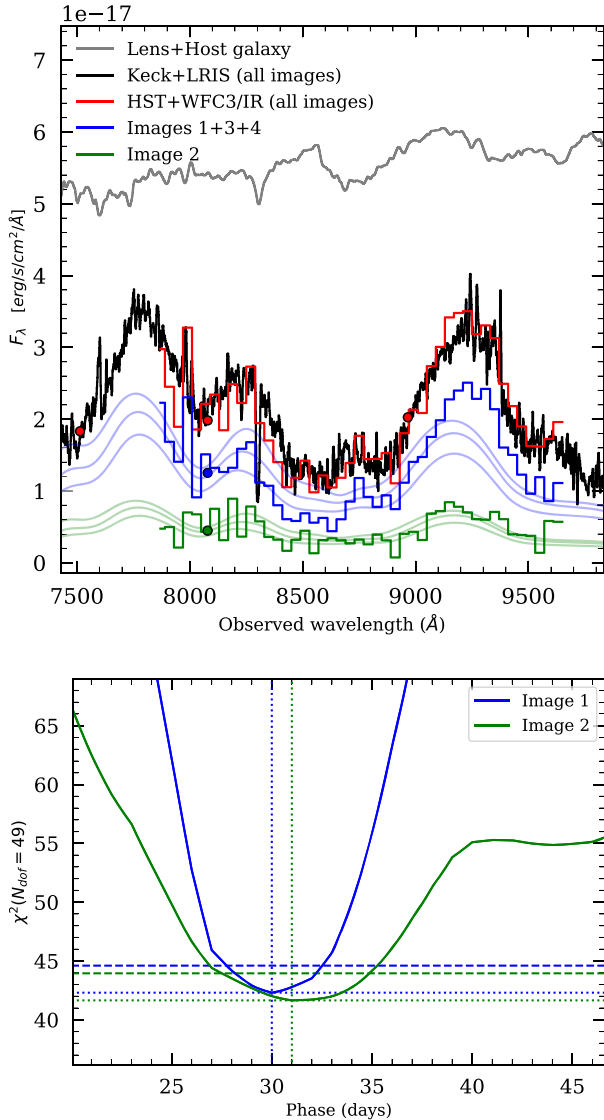 1e−17
Lens+Host galaxy
Keck+LRIS (all images)
HST+WFC3/IR (all images)
Images 1+3+4
Image 2
7
6
5
4
3
2
1
0
F_λ [erg/s/cm²/Å]
7500 8000 8500 9000 9500
Observed wavelength (Å)
Image 1
Image 2
65
60
55
50
45
40
χ²(N_dof = 49)
25 30 35 40 45
Phase (days)